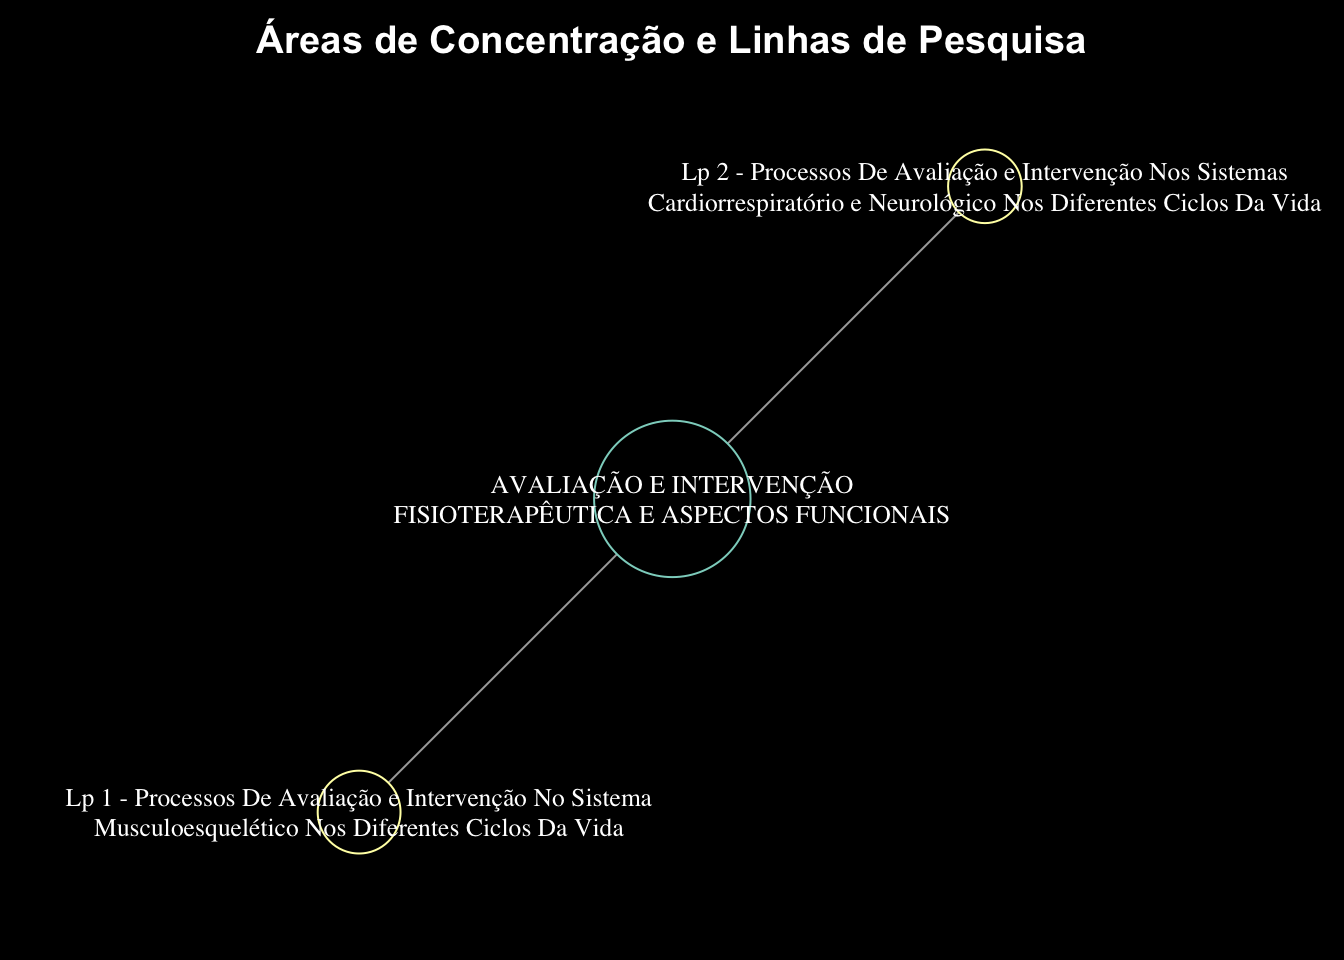 Áreas de Concentração e Linhas de Pesquisa
Lp 2 - Processos De Avaliação e Intervenção Nos Sistemas
Cardiorrespiratório e Neurológico Nos Diferentes Ciclos Da Vida
AVALIAÇÃO E INTERVENÇÃO
FISIOTERAPÊUTICA E ASPECTOS FUNCIONAIS
Lp 1 - Processos De Avaliação e Intervenção No Sistema
Musculoesquelético Nos Diferentes Ciclos Da Vida